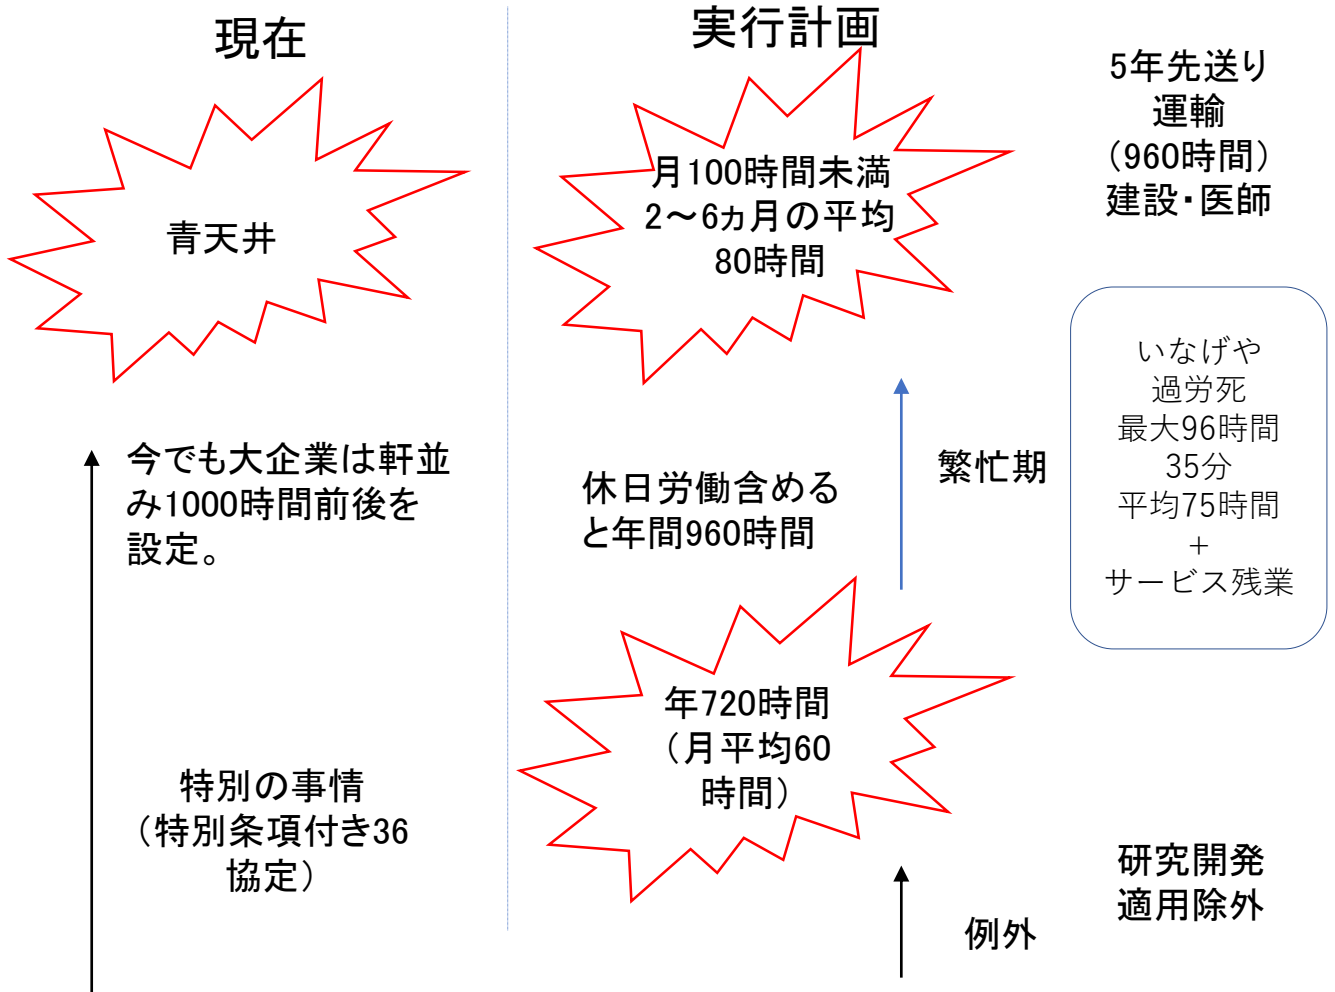 現在
青天井
今でも大企業は軒並
み1000時間前後を
設定。
特別の事情
（特別条項付き36
協定）
実行計画
月100時間未満
2～6ヵ月の平均
80時間
休日労働含める
と年間960時間
繁忙期
年720時間
（月平均60
時間）
例外
5年先送り
運輸
（960時間）
建設・医師
いなげや
過労死
最大96時間
35分
平均75時間
+
サービス残業
研究開発
適用除外